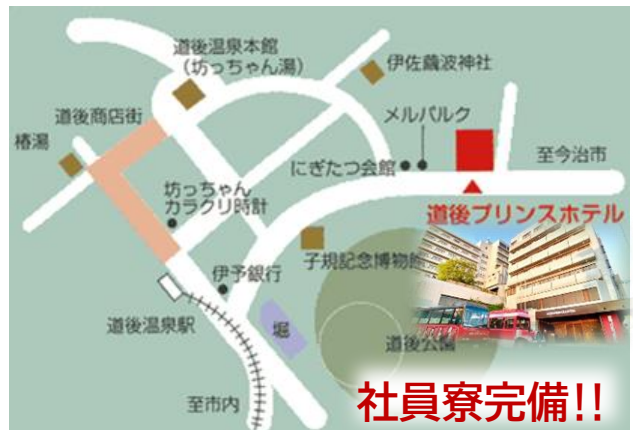 道後温泉本館
(坊っちゃん湯)
伊佐爾波神社
道後商店街
メルパルク
椿湯
にぎたつ会館
至今治市
坊っちゃん
カラクリ時計
道後プリンスホテル
子規記念博物館
伊予銀行
道後温泉駅
堀
道後公園
至市内
社員寮完備!!